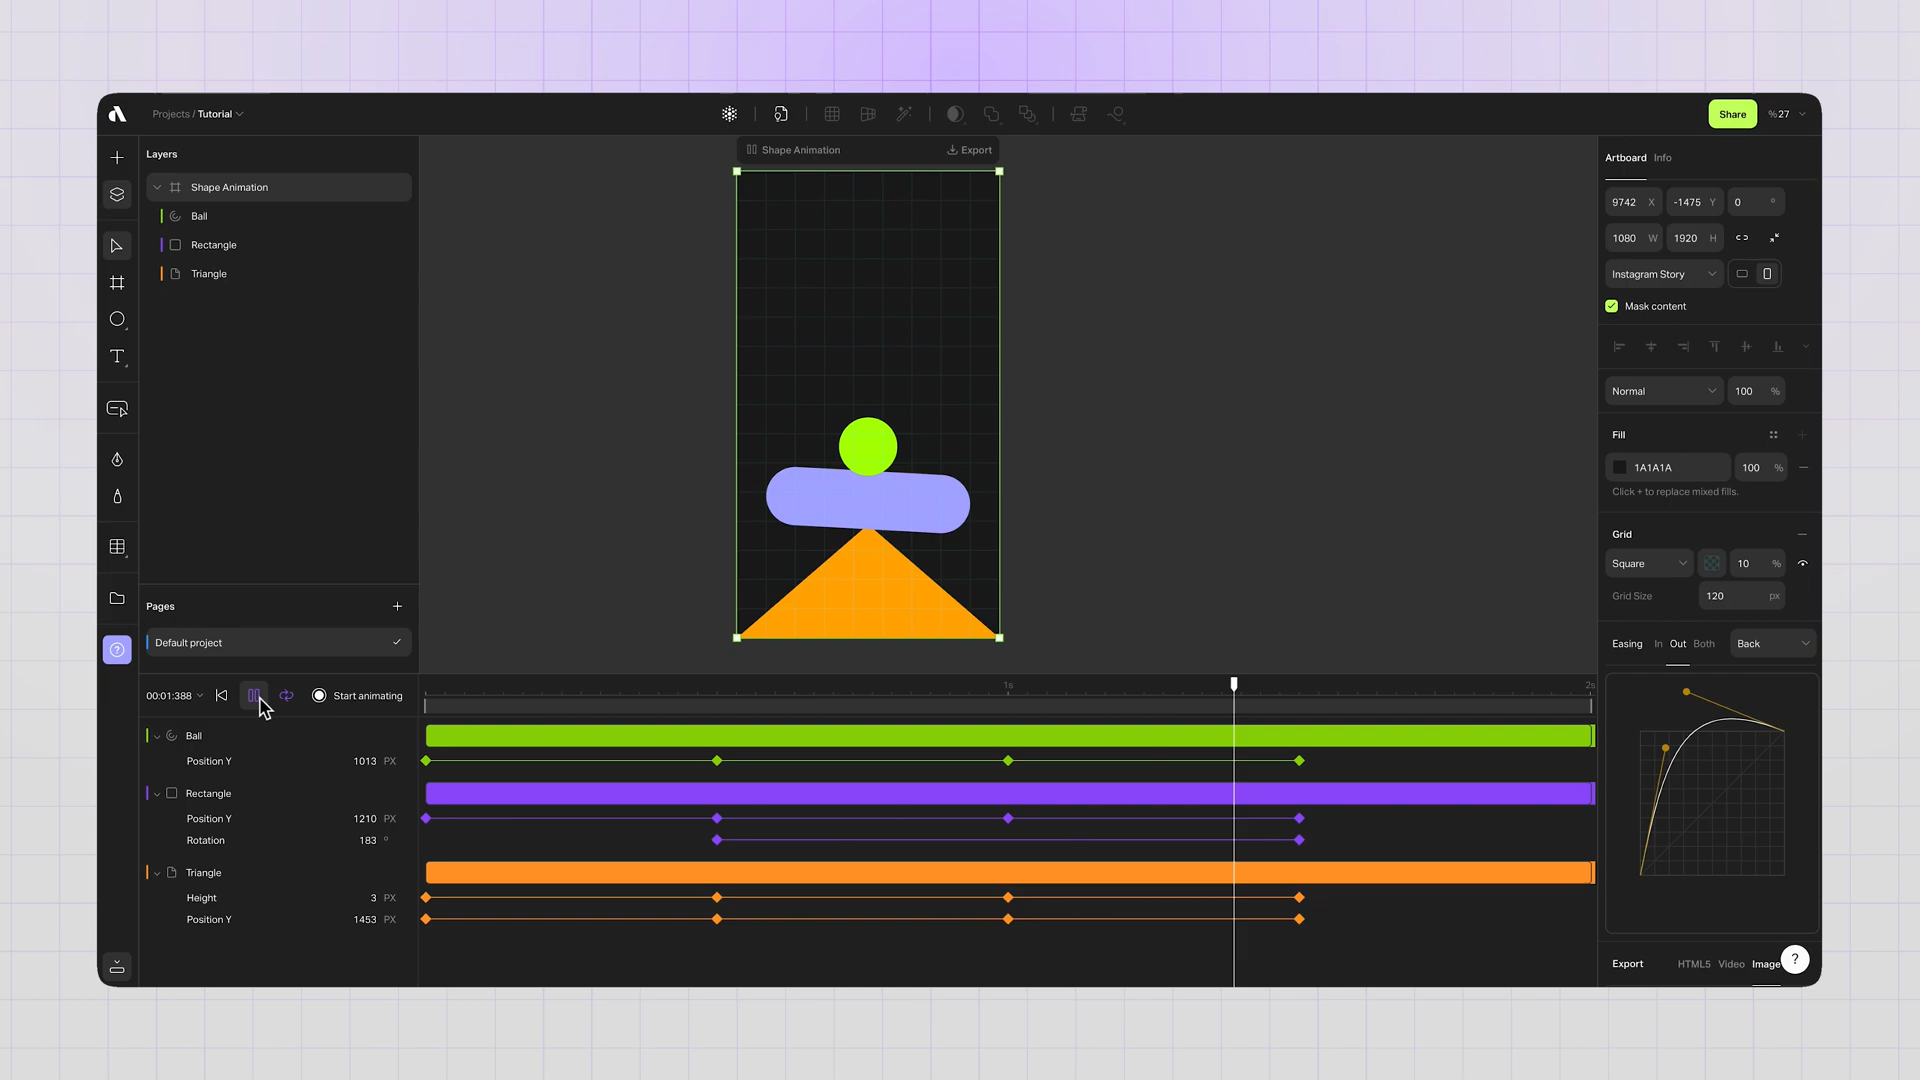 Projects / Tutorial
Share
%27
Layers
Shape Animation
Ball
Rectangle
Triangle
Pages
Default project
Shape Animation
Export
Artboard Info
9742 X -1475 Y 0 °
1080 W 1920 H
Instagram Story
Mask content
Normal 100 %
Fill
1A1A1A 100 %
Click + to replace mixed fills.
Grid
Square 10 %
Grid Size 120 px
Easing In Out Both Back
00:01:388 Start animating
1s
2s
Ball
Position Y 1013 PX
Rectangle
Position Y 1210 PX
Rotation 183 °
Triangle
Height 3 PX
Position Y 1453 PX
Export HTML5 Video Image
?